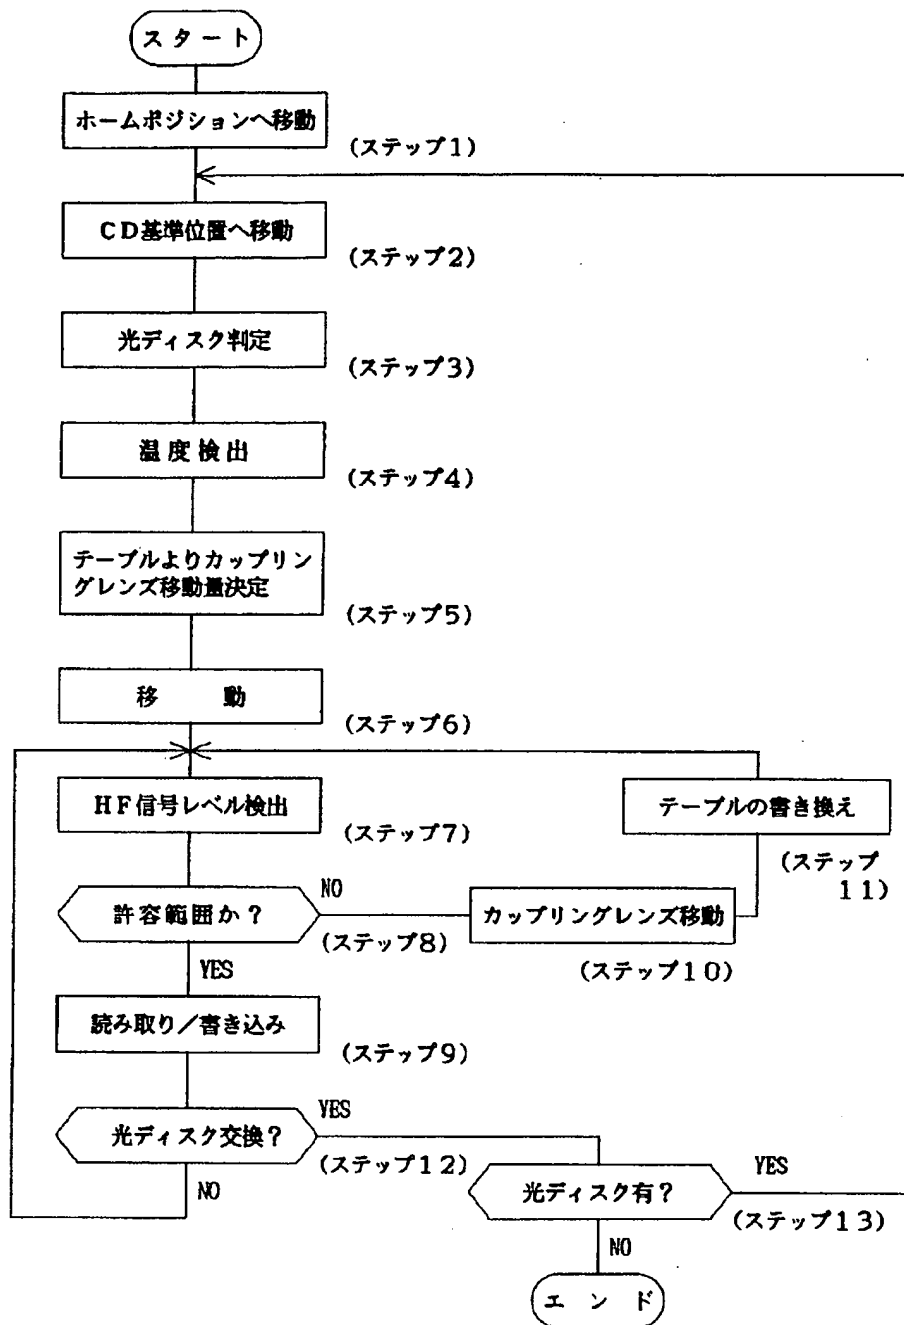 スタート
ホームポジションへ移動
(ステップ1)
CD基準位置へ移動
(ステップ2)
光ディスク判定
(ステップ3)
温度検出
(ステップ4)
テーブルよりカップリン
グレンズ移動量決定
(ステップ5)
移 動
(ステップ6)
HF信号レベル検出
(ステップ7)
テーブルの書き換え
(ステップ
11)
許容範囲か?
NO
(ステップ8)
カップリングレンズ移動
(ステップ10)
YES
読み取り/書き込み
(ステップ9)
光ディスク交換?
YES
(ステップ12)
NO
光ディスク有?
YES
(ステップ13)
NO
エンド